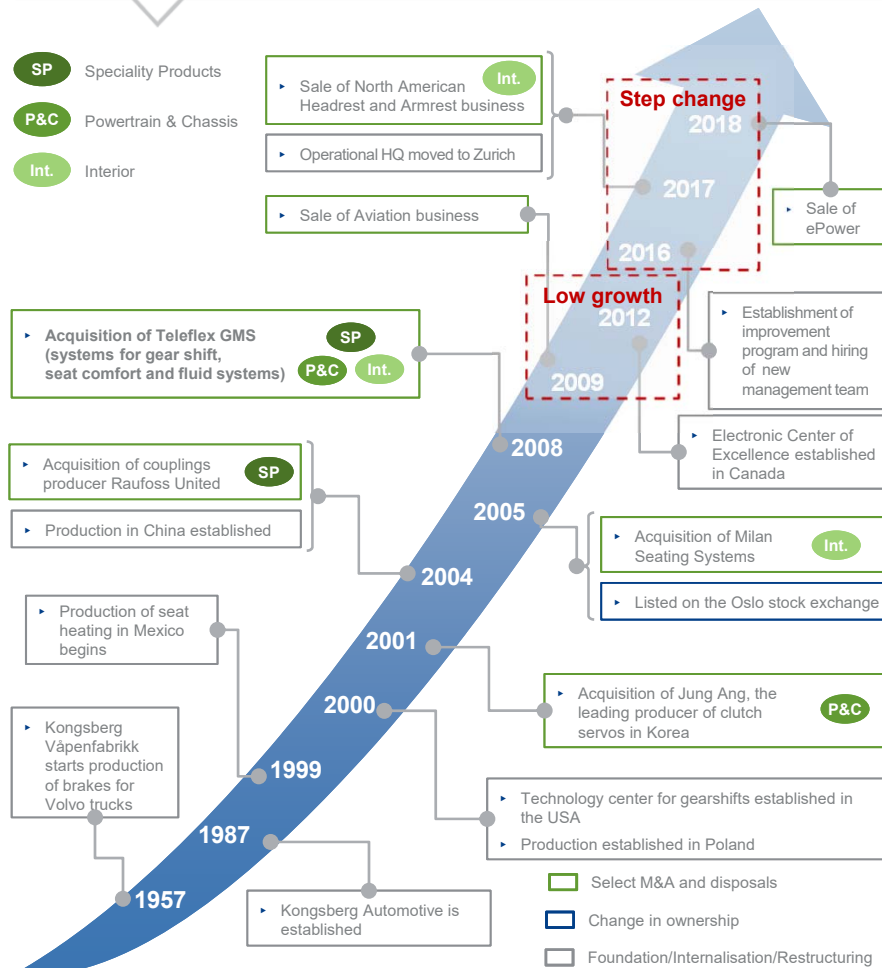 SP
Speciality Products
P&C
Powertrain & Chassis
Int.
Interior
▸ Sale of North American
Headrest and Armrest business
Int.
▸ Operational HQ moved to Zurich
▸ Sale of Aviation business
Step change
2018
2017
2016
▸ Sale of
ePower
Low growth
2012
2009
▸ Establishment of
improvement
program and hiring
of new
management team
▸ Acquisition of Teleflex GMS
(systems for gear shift,
seat comfort and fluid systems)
SP
P&C
Int.
2008
▸ Electronic Center of
Excellence established
in Canada
▸ Acquisition of couplings
producer Raufoss United
SP
▸ Production in China established
2005
▸ Acquisition of Milan
Seating Systems
Int.
▸ Listed on the Oslo stock exchange
2004
▸ Production of seat
heating in Mexico
begins
2001
▸ Acquisition of Jung Ang, the
leading producer of clutch
servos in Korea
P&C
2000
▸ Kongsberg
Våpenfabrikk
starts production
of brakes for
Volvo trucks
1999
▸ Technology center for gearshifts established in
the USA
▸ Production established in Poland
1987
1957
▸ Kongsberg Automotive is
established
Select M&A and disposals
Change in ownership
Foundation/Internalisation/Restructuring